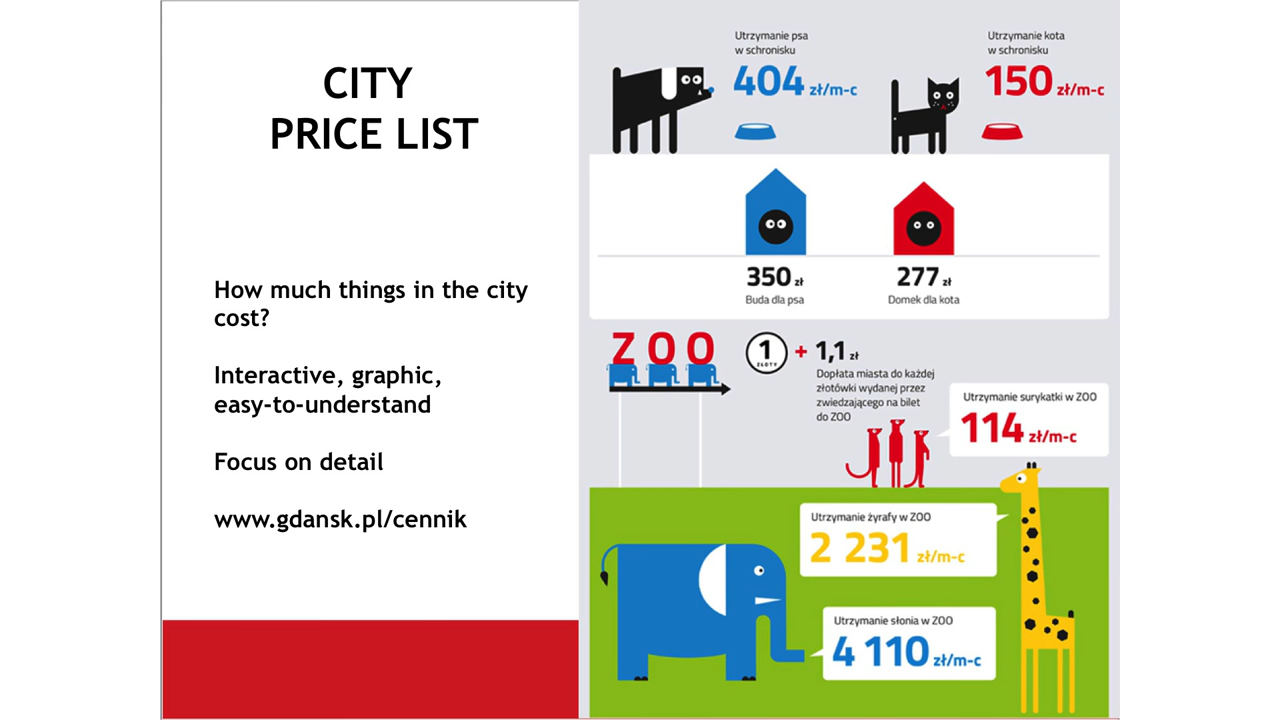 CITY
PRICE LIST
How much things in the city
cost?
Interactive, graphic,
easy-to-understand
Focus on detail
www.gdansk.pl/cennik
Utrzymanie psa
w schronisku
404 zł/m-c
Utrzymanie kota
w schronisku
150 zł/m-c
350 zł
Buda dla psa
277 zł
Domek dla kota
ZOO
1
ZŁOTY
+ 1,1 zł
Dopłata miasta do każdej
złotówki wydanej przez
zwiedzającego na bilet
do ZOO
Utrzymanie surykatki w ZOO
114 zł/m-c
Utrzymanie żyrafy w ZOO
2 231 zł/m-c
Utrzymanie słonia w ZOO
4 110 zł/m-c